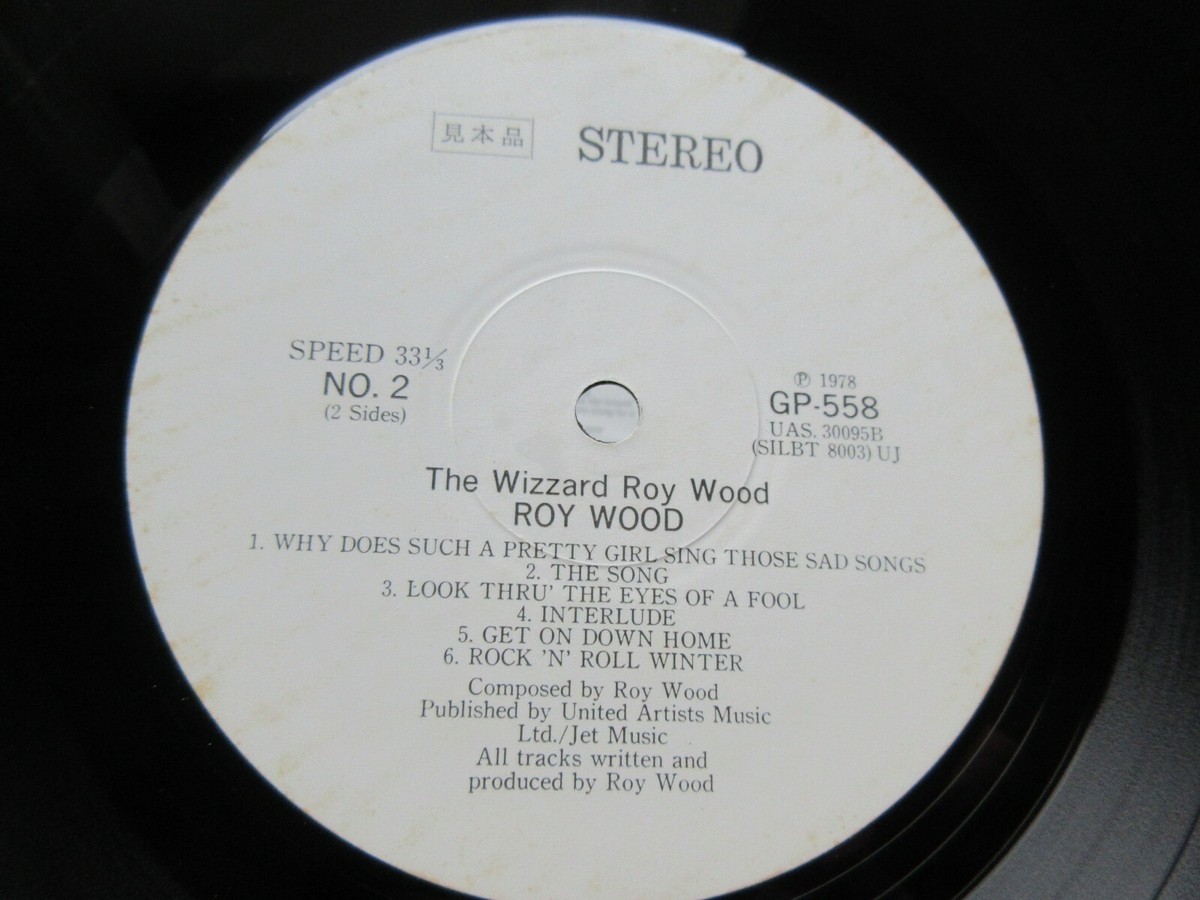 見本品 STEREO
SPEED 33⅓
NO. 2
(2 Sides)
Ⓟ 1978
GP-558
UAS. 30095B
(SILBT 8003) UJ
The Wizzard Roy Wood
ROY WOOD
1. WHY DOES SUCH A PRETTY GIRL SING THOSE SAD SONGS
2. THE SONG
3. LOOK THRU' THE EYES OF A FOOL
4. INTERLUDE
5. GET ON DOWN HOME
6. ROCK 'N' ROLL WINTER
Composed by Roy Wood
Published by United Artists Music
Ltd./Jet Music
All tracks written and
produced by Roy Wood